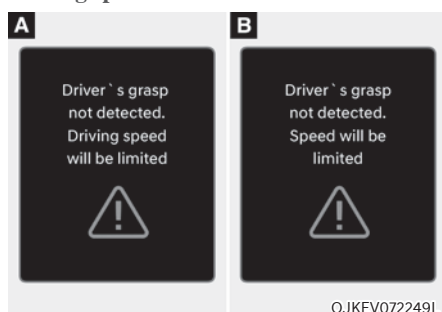 A
Driver`s grasp
not detected.
Driving speed
will be limited
B
Driver`s grasp
not detected.
Speed will be
limited
OJKEV072249L